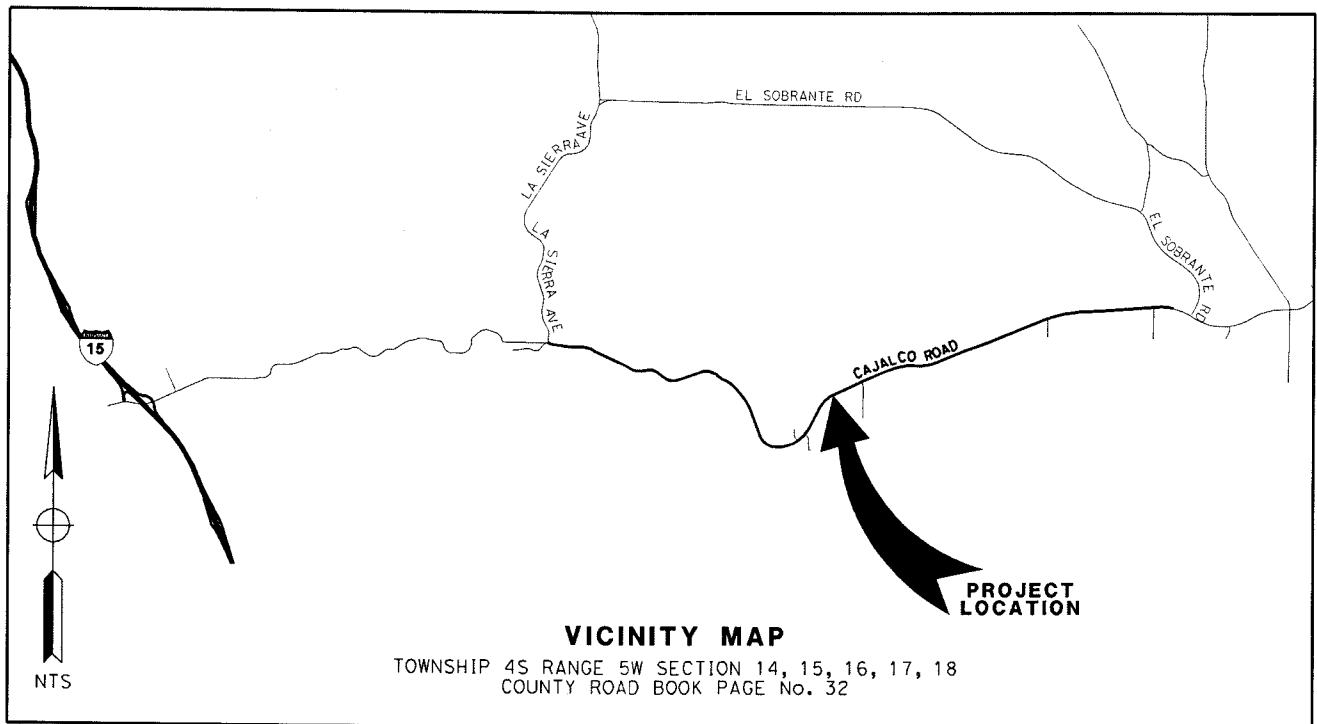 EL SOBRANTE RD
LA SIERRA AVE
LA SIERRA AVE
EL SOBRANTE RD
15
CAJALCO ROAD
PROJECT
LOCATION
VICINITY MAP
TOWNSHIP 4S RANGE 5W SECTION 14, 15, 16, 17, 18
COUNTY ROAD BOOK PAGE No. 32
NTS